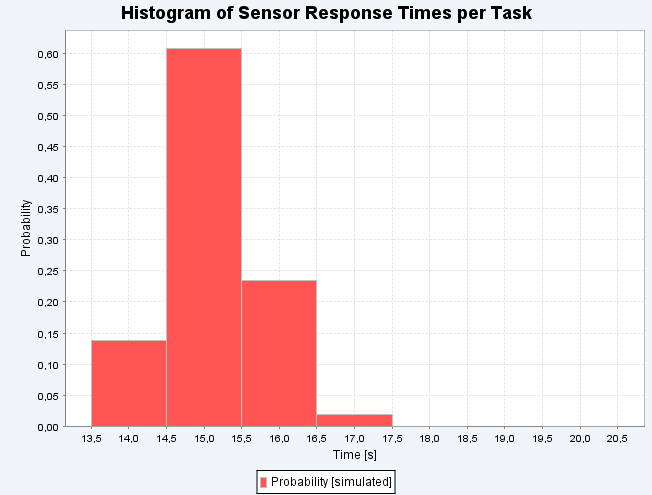 Histogram of Sensor Response Times per Task
0,60
0,55
0,50
0,45
0,40
0,35
0,30
0,25
0,20
0,15
0,10
0,05
0,00
Probability
13,5 14,0 14,5 15,0 15,5 16,0 16,5 17,0 17,5 18,0 18,5 19,0 19,5 20,0 20,5
Time [s]
Probability [simulated]